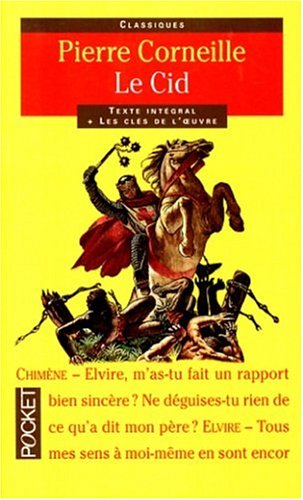 CLASSIQUES
Pierre Corneille
Le Cid
TEXTE INTÉGRAL
+ LES CLÉS DE L'ŒUVRE
CHIMÈNE – Elvire, m'as-tu fait un rapport
bien sincère ? Ne déguises-tu rien de
ce qu'a dit mon père ? ELVIRE – Tous
mes sens à moi-même en sont encor
POCKET